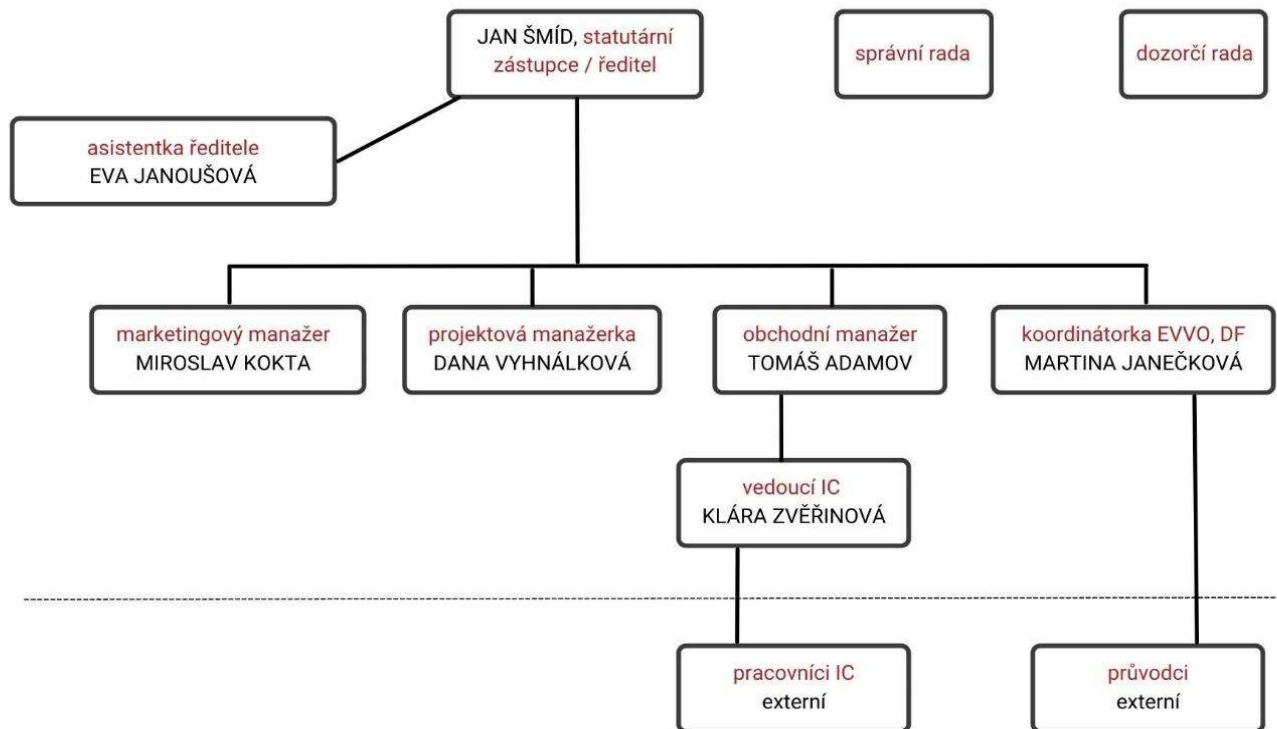 JAN ŠMÍD, statutární
zástupce / ředitel
správní rada
dozorčí rada
asistentka ředitele
EVA JANOUŠOVÁ
marketingový manažer
MIROSLAV KOKTA
projektová manažerka
DANA VYHNÁLKOVÁ
obchodní manažer
TOMÁŠ ADAMOV
koordinátorka EVVO, DF
MARTINA JANEČKOVÁ
vedoucí IC
KLÁRA ZVĚŘINOVÁ
pracovníci IC
externí
průvodci
externí